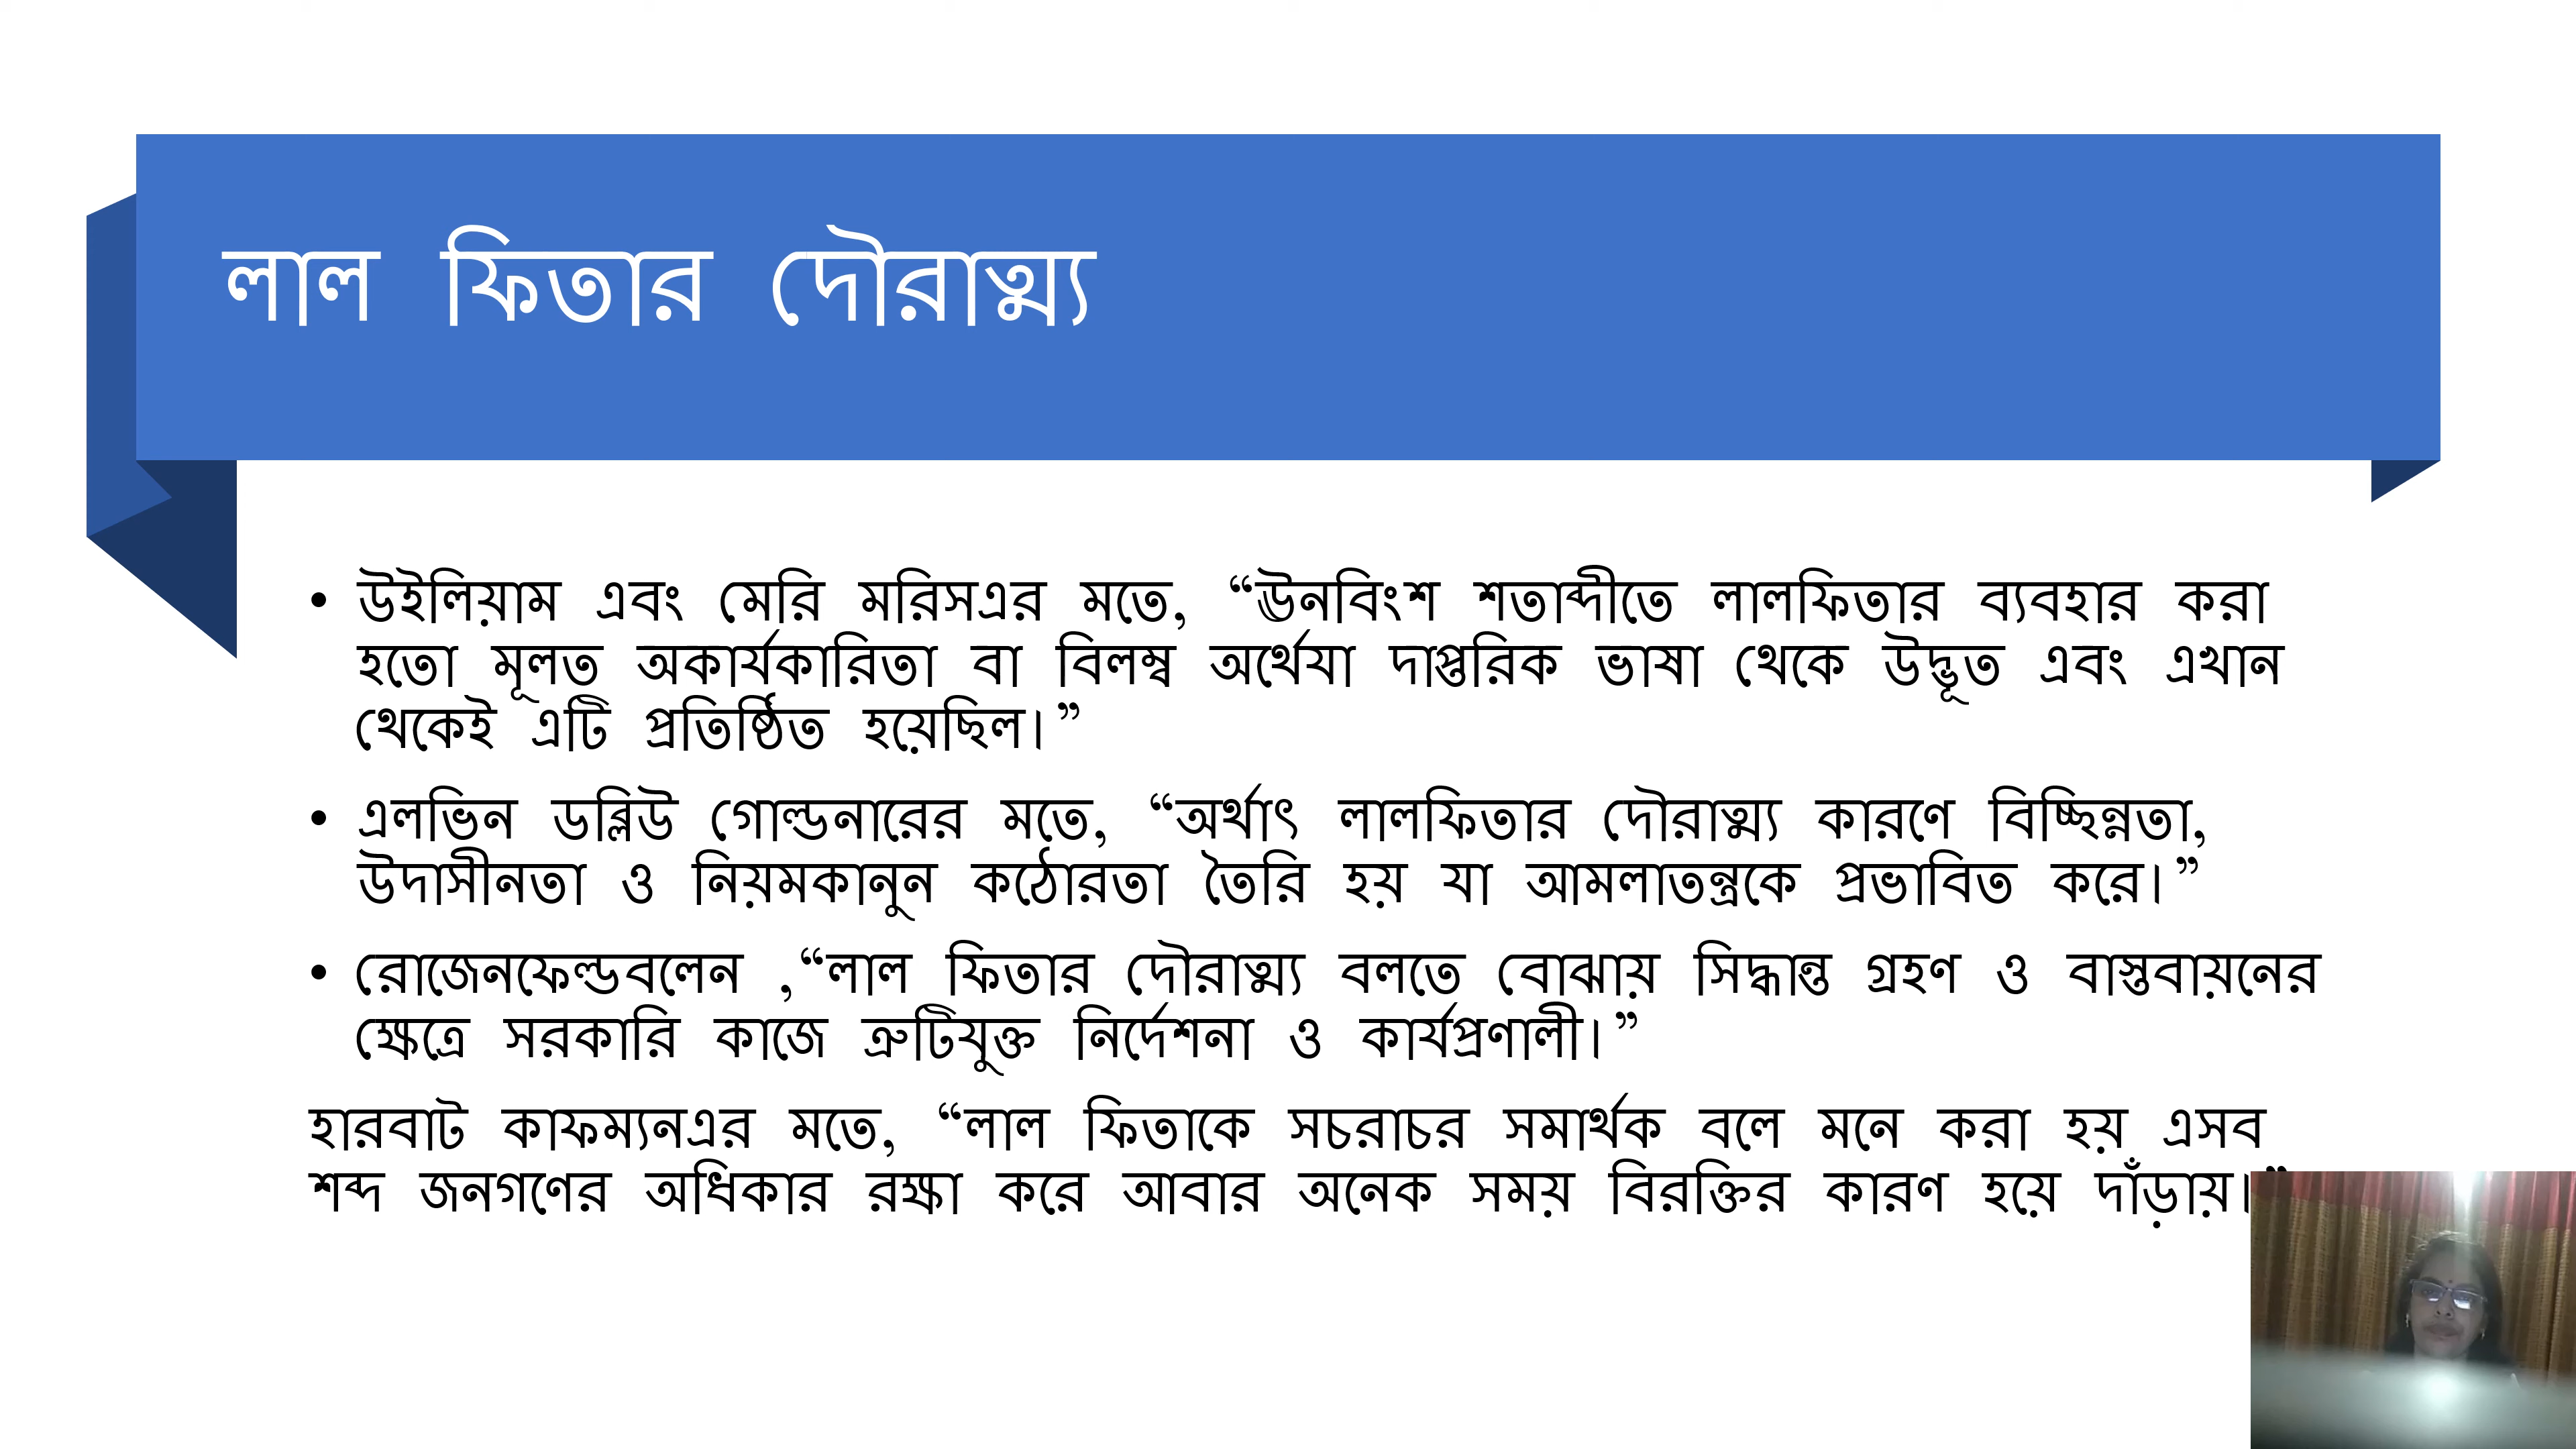 লাল ফিতার দৌরাত্ম্য
• উইলিয়াম এবং মেরি মরিসএর মতে, “ঊনবিংশ শতাব্দীতে লালফিতার ব্যবহার করা
হতো মূলত অকার্যকারিতা বা বিলম্ব অর্থেযা দাপ্তরিক ভাষা থেকে উদ্ভূত এবং এখান
থেকেই এটি প্রতিষ্ঠিত হয়েছিল।”
• এলভিন ডব্লিউ গোল্ডনারের মতে, “অর্থাৎ লালফিতার দৌরাত্ম্য কারণে বিচ্ছিন্নতা,
উদাসীনতা ও নিয়মকানুন কঠোরতা তৈরি হয় যা আমলাতন্ত্রকে প্রভাবিত করে।”
• রোজেনফেল্ডবলেন ,“লাল ফিতার দৌরাত্ম্য বলতে বোঝায় সিদ্ধান্ত গ্রহণ ও বাস্তবায়নের
ক্ষেত্রে সরকারি কাজে ত্রুটিযুক্ত নির্দেশনা ও কার্যপ্রণালী।”
হারবাট কাফম্যনএর মতে, “লাল ফিতাকে সচরাচর সমার্থক বলে মনে করা হয় এসব
শব্দ জনগণের অধিকার রক্ষা করে আবার অনেক সময় বিরক্তির কারণ হয়ে দাঁড়ায়।”